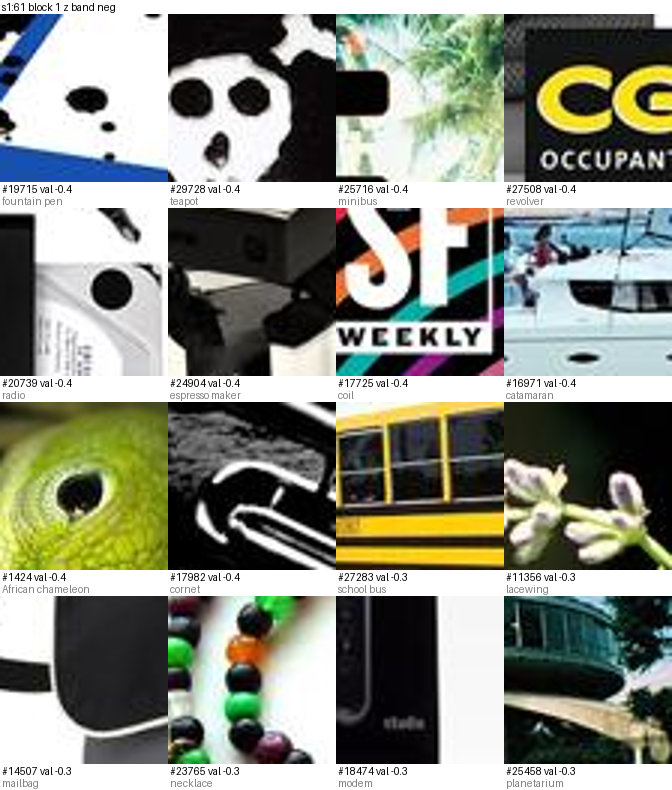 s1:61 block 1 z band neg
#19715 val -0.4
fountain pen
#29728 val -0.4
teapot
#25716 val -0.4
minibus
CG
OCCUPANT
#27508 val -0.4
revolver
#20739 val -0.4
radio
#24904 val -0.4
espresso maker
SF
WEEKLY
#17725 val -0.4
coil
#16971 val -0.4
catamaran
#1424 val -0.4
African chameleon
#17982 val -0.4
cornet
#27283 val -0.3
school bus
#11356 val -0.3
lacewing
#14507 val -0.3
mailbag
#23765 val -0.3
necklace
studio
#18474 val -0.3
modem
#25458 val -0.3
planetarium